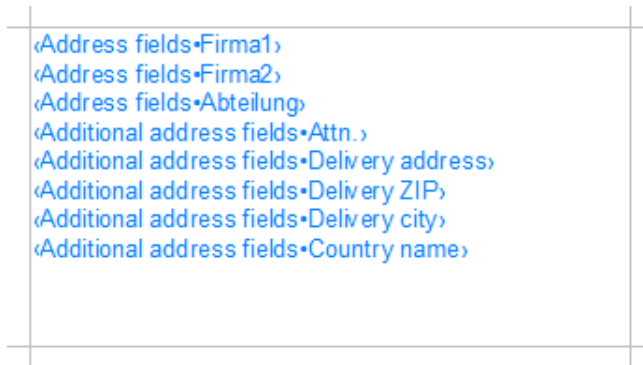 ‹Address fields•Firma1›
‹Address fields•Firma2›
‹Address fields•Abteilung›
‹Additional address fields•Attn.›
‹Additional address fields•Delivery address›
‹Additional address fields•Delivery ZIP›
‹Additional address fields•Delivery city›
‹Additional address fields•Country name›